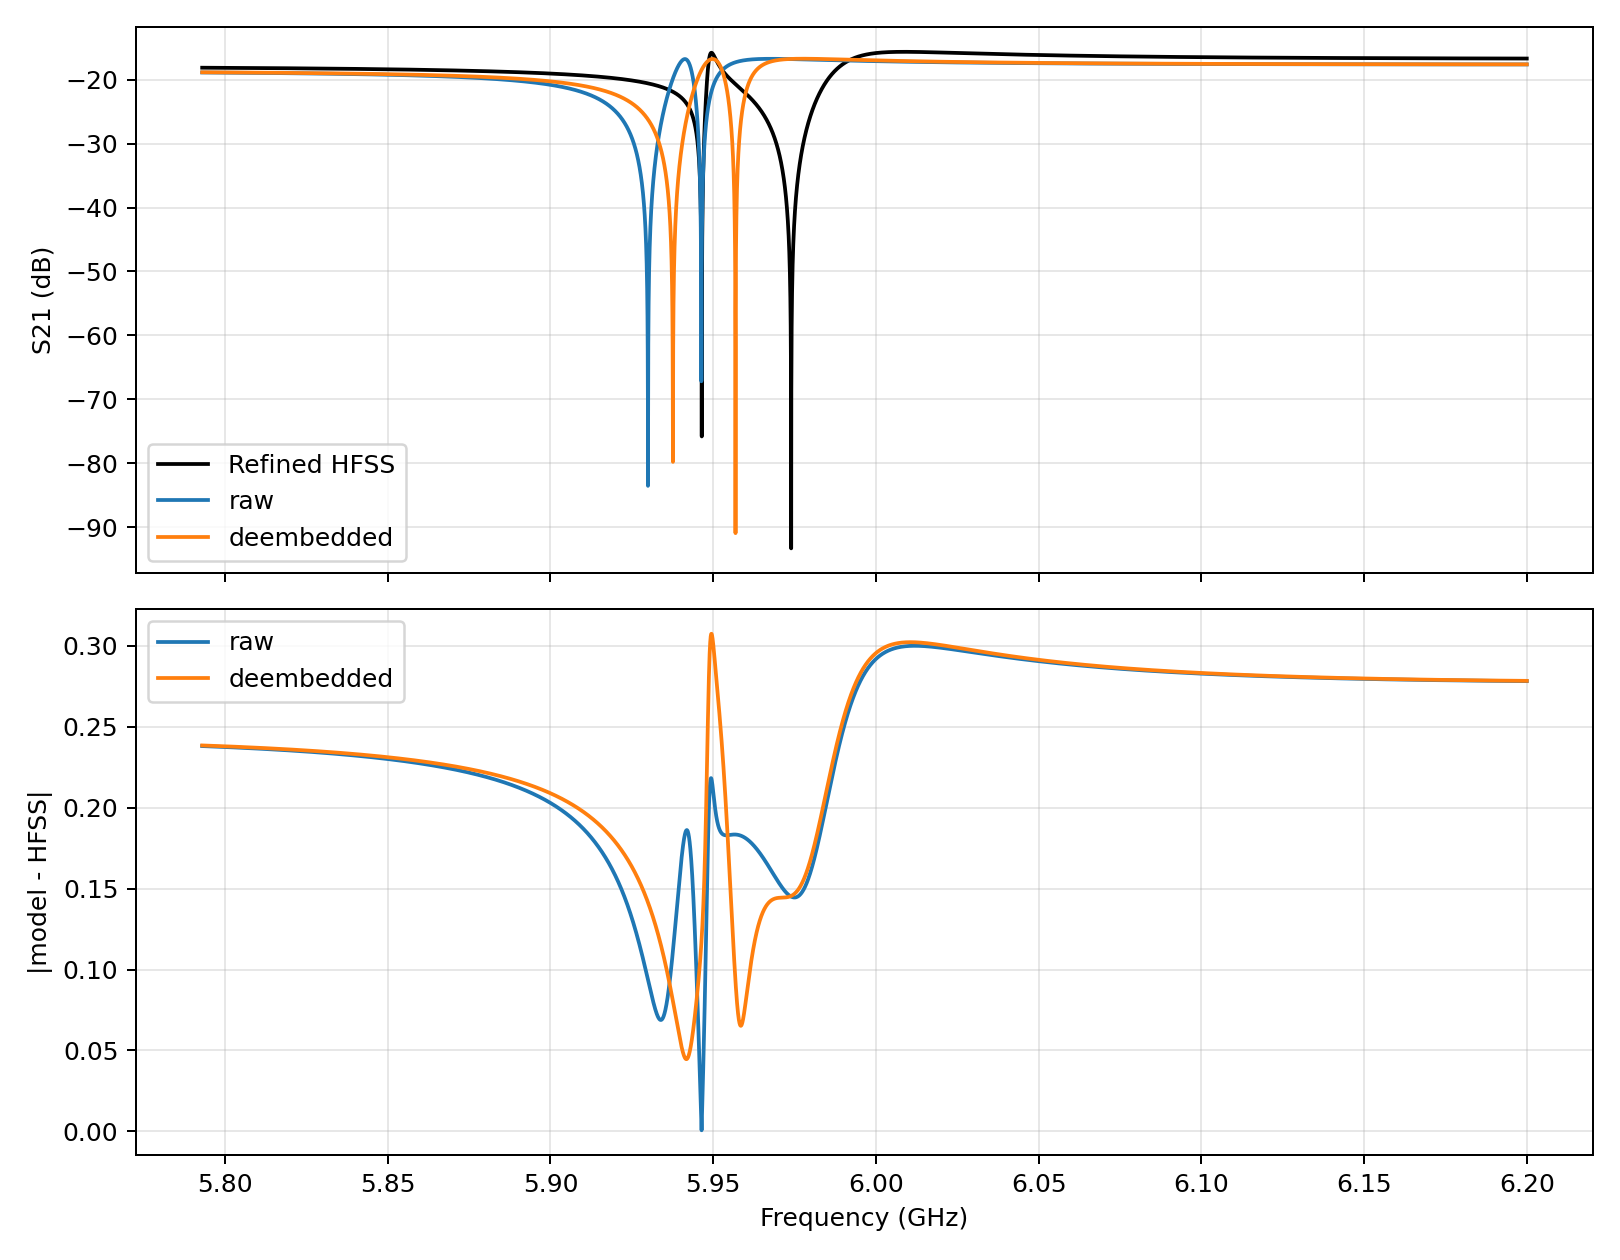 −20
−30
−40
−50
−60
−70
−80
−90
S21 (dB)
Refined HFSS
raw
deembedded
0.30
0.25
0.20
0.15
0.10
0.05
0.00
|model - HFSS|
raw
deembedded
5.80 5.85 5.90 5.95 6.00 6.05 6.10 6.15 6.20
Frequency (GHz)